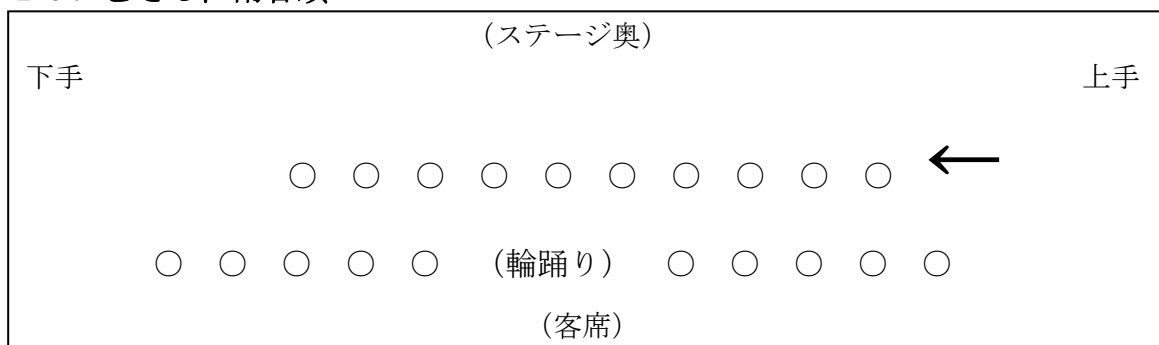 (ステージ奥)
下手 上手
○ ○ ○ ○ ○ ○ ○ ○ ○ ○ ←
○ ○ ○ ○ ○ (輪踊り) ○ ○ ○ ○ ○
(客席)